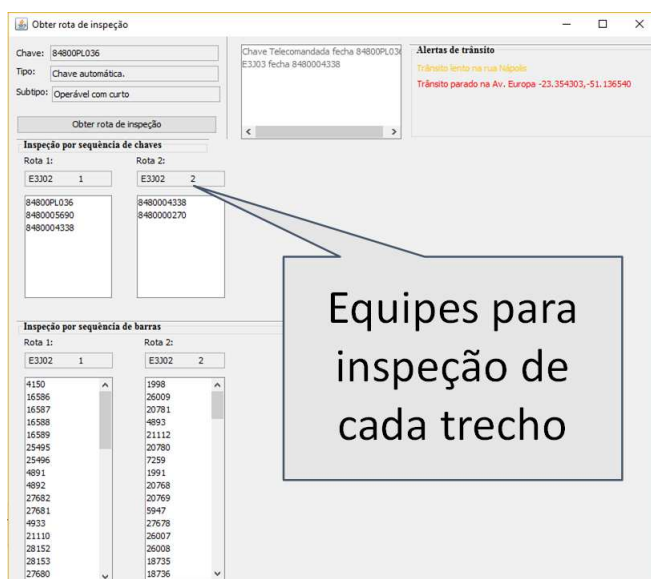 Obter rota de inspeção
Chave: 84800PL036
Tipo: Chave automática.
Subtipo: Operável com curto
Obter rota de inspeção
Chave Telecomandada fecha 84800PL036
E3J03 fecha 8480004338
Alertas de trânsito
Trânsito lento na rua Nápolis
Trânsito parado na Av. Europa -23.354303,-51.136540
Inspeção por sequência de chaves
Rota 1: Rota 2:
E3J02 1 E3J02 2
84800PL036 8480004338
8480005690 8480000270
8480004338
Equipes para
inspeção de
cada trecho
Inspeção por sequência de barras
Rota 1: Rota 2:
E3J02 1 E3J02 2
4150 1998
16586 26009
16587 20781
16588 4893
16589 21112
25495 20780
25496 7259
4891 1991
4892 20768
27682 20769
27681 5947
4933 27678
21110 26007
28152 26008
28153 18735
27680 18736